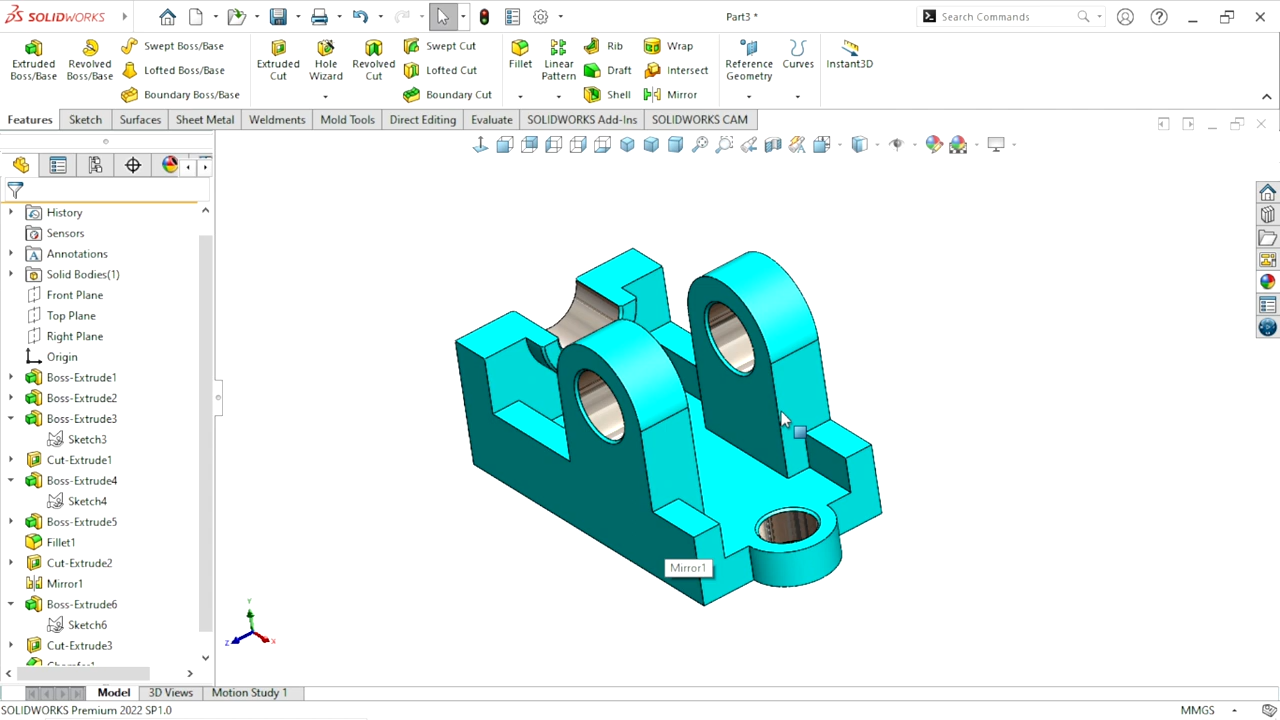 SOLIDWORKS
Part3 *
Search Commands
Extruded Boss/Base
Revolved Boss/Base
Swept Boss/Base
Lofted Boss/Base
Boundary Boss/Base
Extruded Cut
Hole Wizard
Revolved Cut
Swept Cut
Lofted Cut
Boundary Cut
Fillet
Linear Pattern
Rib
Draft
Shell
Wrap
Intersect
Mirror
Reference Geometry
Curves
Instant3D
Features
Sketch
Surfaces
Sheet Metal
Weldments
Mold Tools
Direct Editing
Evaluate
SOLIDWORKS Add-Ins
SOLIDWORKS CAM
History
Sensors
Annotations
Solid Bodies(1)
Front Plane
Top Plane
Right Plane
Origin
Boss-Extrude1
Boss-Extrude2
Boss-Extrude3
Sketch3
Cut-Extrude1
Boss-Extrude4
Sketch4
Boss-Extrude5
Fillet1
Cut-Extrude2
Mirror1
Boss-Extrude6
Sketch6
Cut-Extrude3
Chamfer1
Mirror1
Y
Z
X
Model
3D Views
Motion Study 1
SOLIDWORKS Premium 2022 SP1.0
MMGS